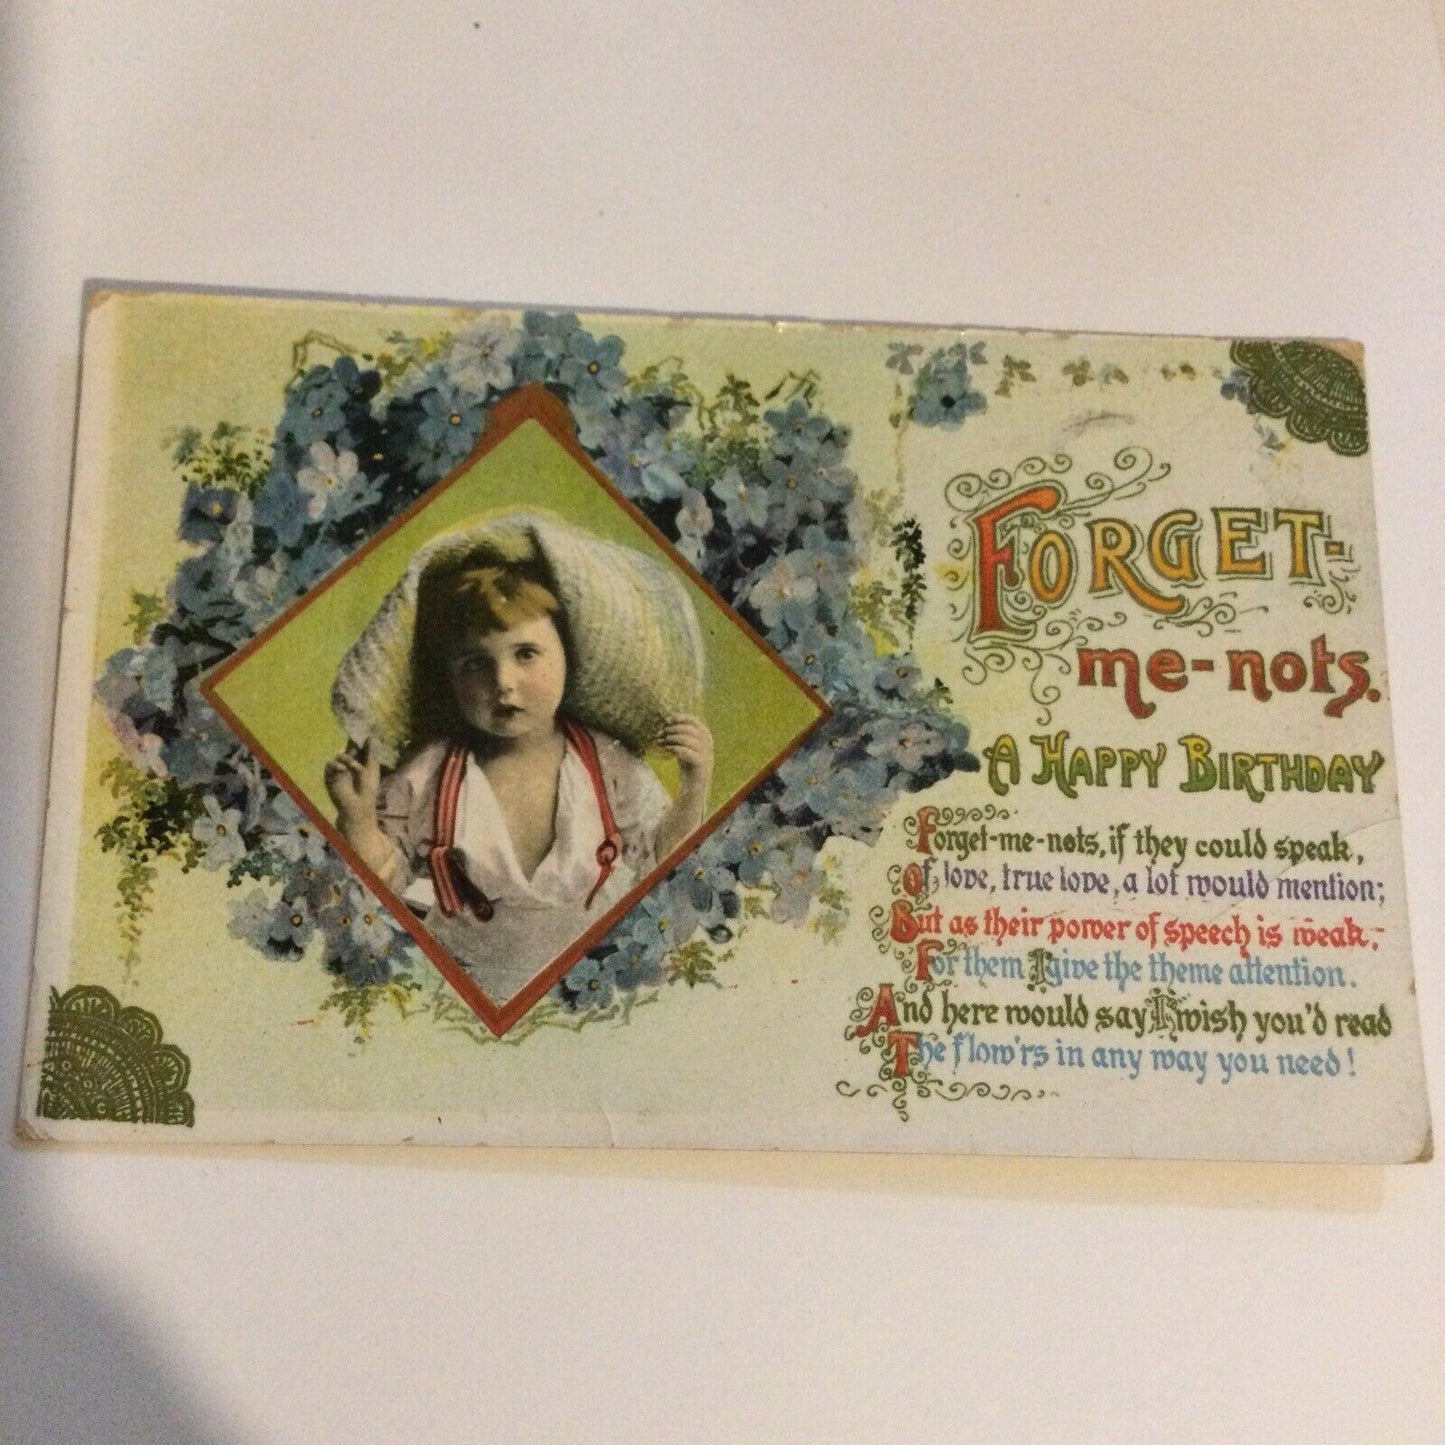 FORGET-
me-nots.
A HAPPY BIRTHDAY
Forget-me-nots, if they could speak,
Of love, true love, a lot would mention;
But as their power of speech is weak,-
For them I give the theme attention.
And here would say I wish you'd read
The flow'rs in any way you need!